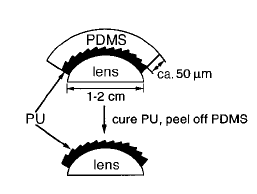 PDMS
lens
ca. 50 μm
1-2 cm
PU
cure PU, peel off PDMS
lens